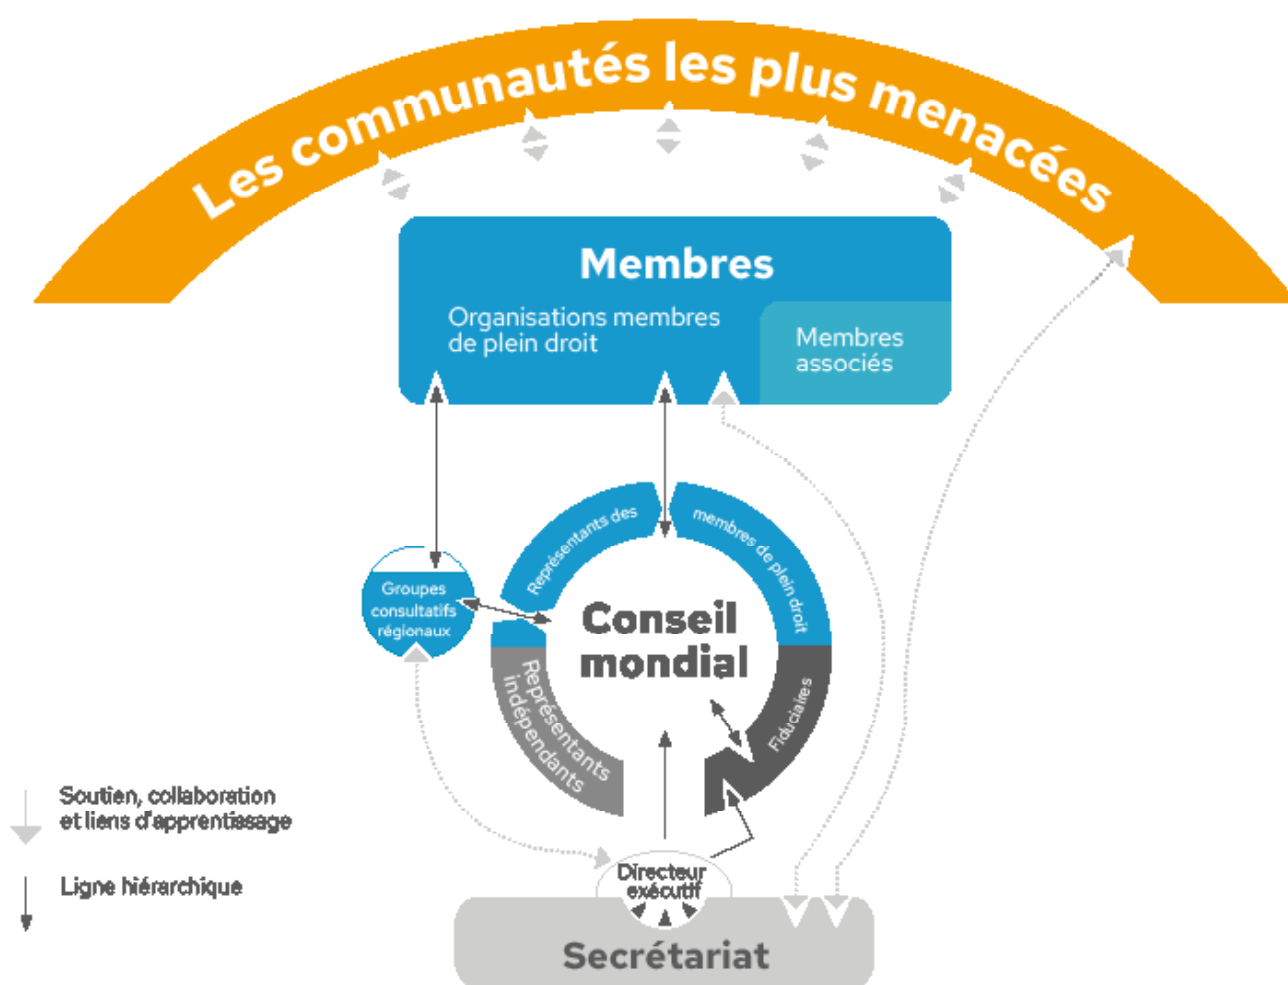 Les communautés les plus menacées
Membres
Organisations membres
de plein droit
Membres
associés
Représentants des
membres de plein droit
Groupes
consultatifs
régionaux
Conseil
mondial
Représentants
indépendants
Fiduciaires
Soutien, collaboration
et liens d'apprentissage
Ligne hiérarchique
Directeur
exécutif
Secrétariat